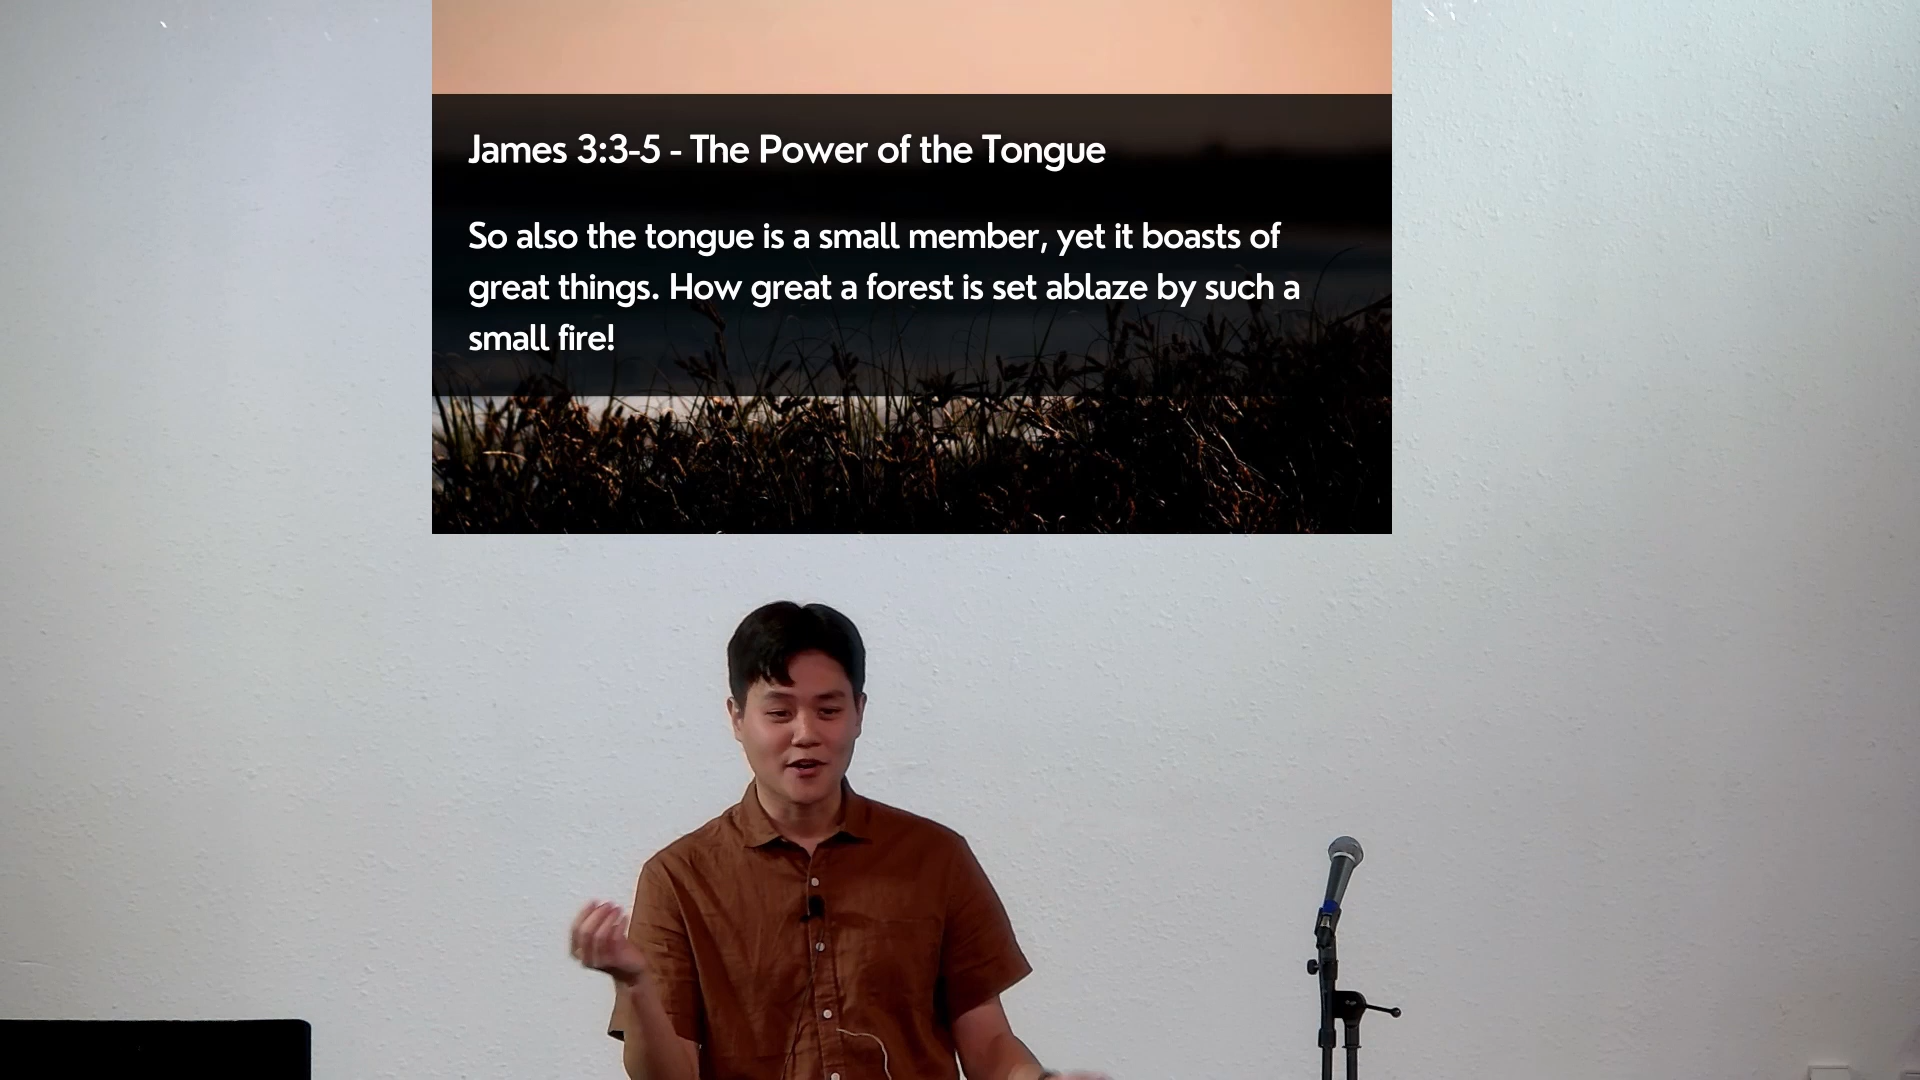 James 3:3-5 - The Power of the Tongue
So also the tongue is a small member, yet it boasts of
great things. How great a forest is set ablaze by such a
small fire!